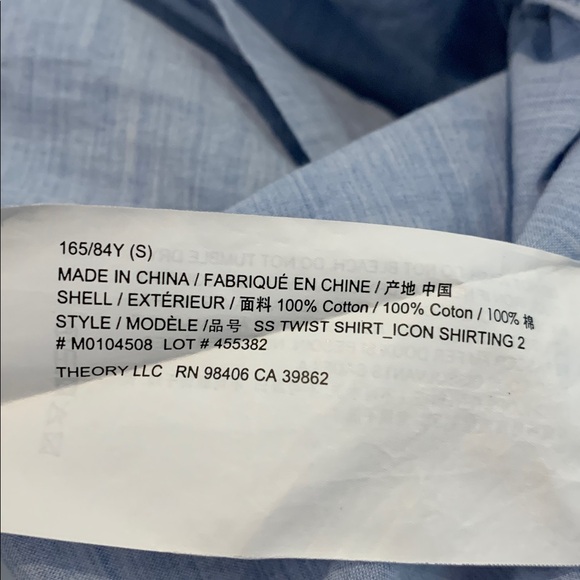 165/84Y (S)
MADE IN CHINA / FABRIQUÉ EN CHINE / 产地 中国
SHELL / EXTÉRIEUR / 面料 100% Cotton / 100% Coton / 100% 棉
STYLE / MODÈLE /品号 SS TWIST SHIRT_ICON SHIRTING 2
# M0104508 LOT # 455382
THEORY LLC RN 98406 CA 39862